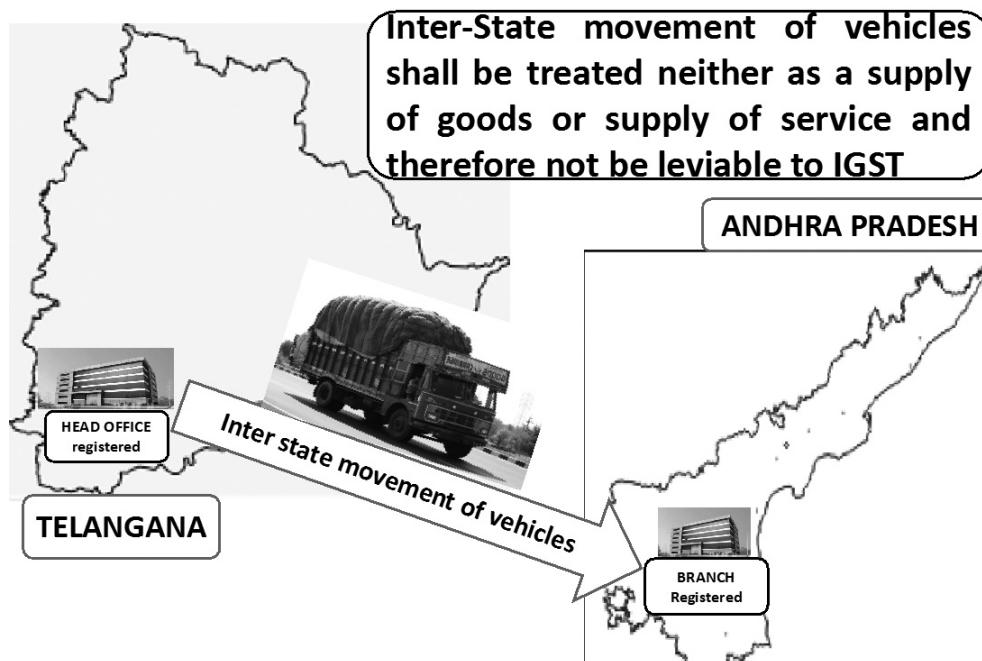 Inter-State movement of vehicles
shall be treated neither as a supply
of goods or supply of service and
therefore not be leviable to IGST
ANDHRA PRADESH
HEAD OFFICE
registered
Inter state movement of vehicles
TELANGANA
BRANCH
Registered